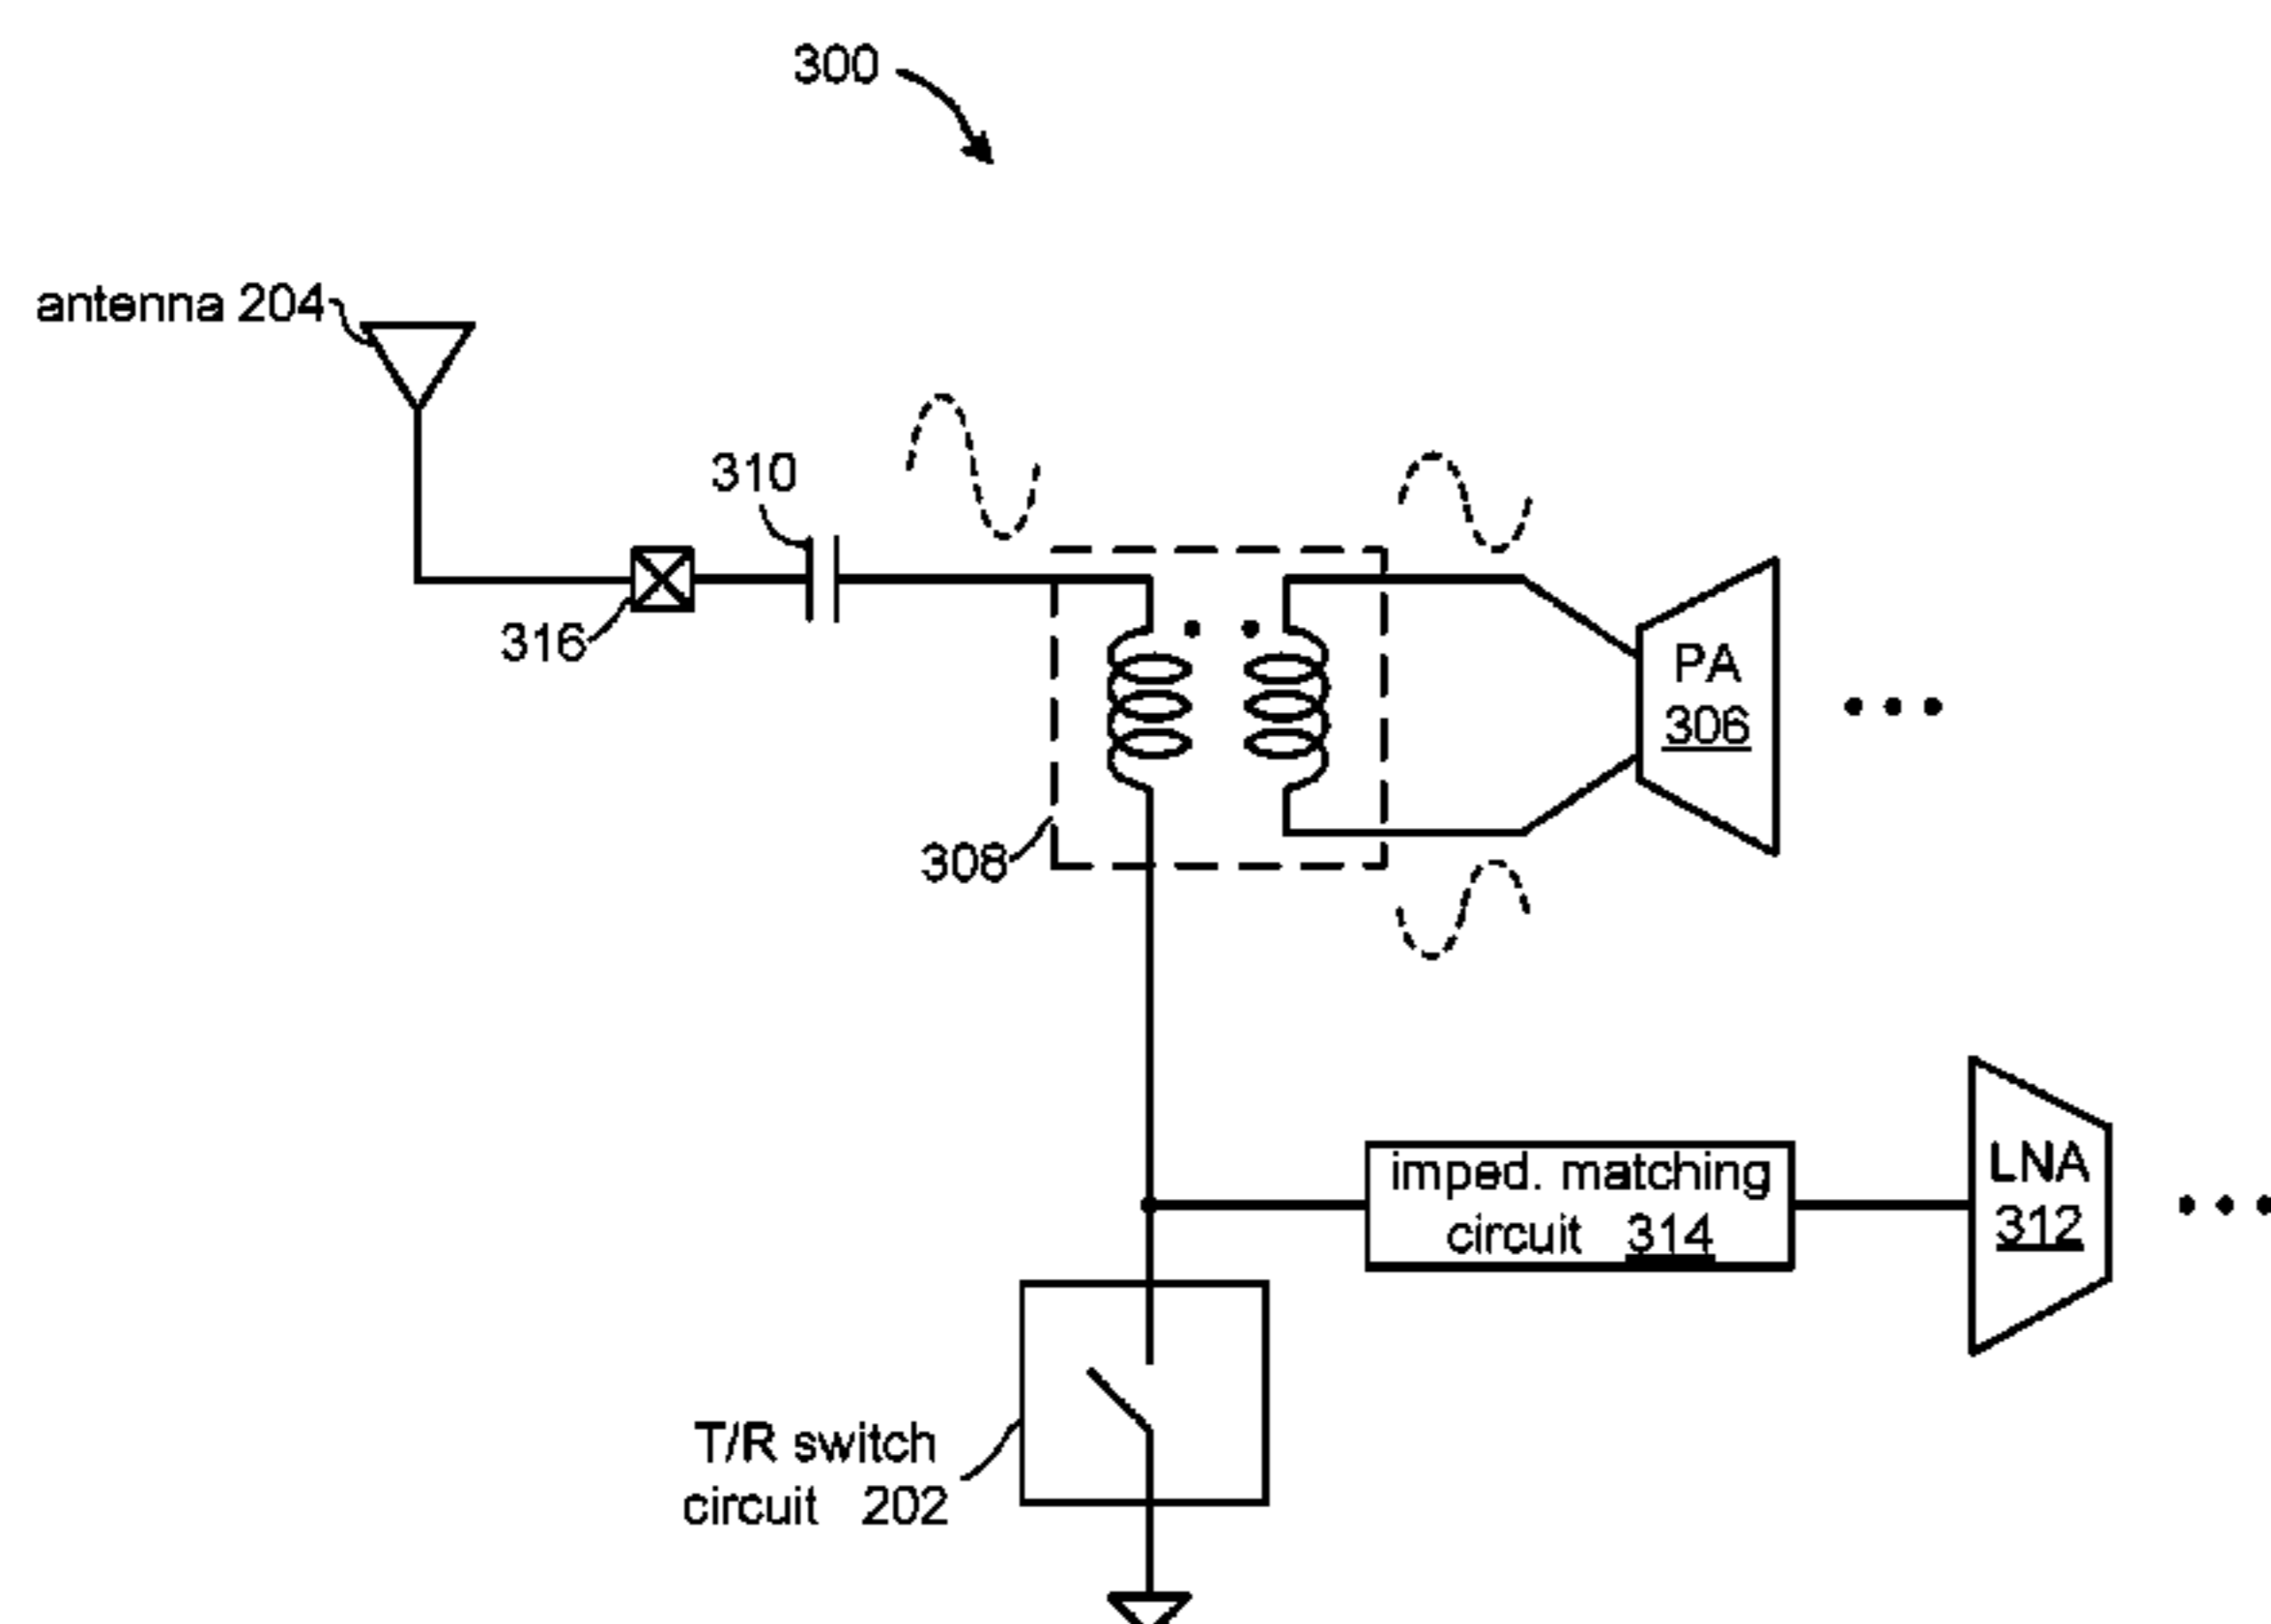 300
antenna 204
310
316
PA
306
308
LNA
312
imped. matching
circuit 314
T/R switch
circuit 202